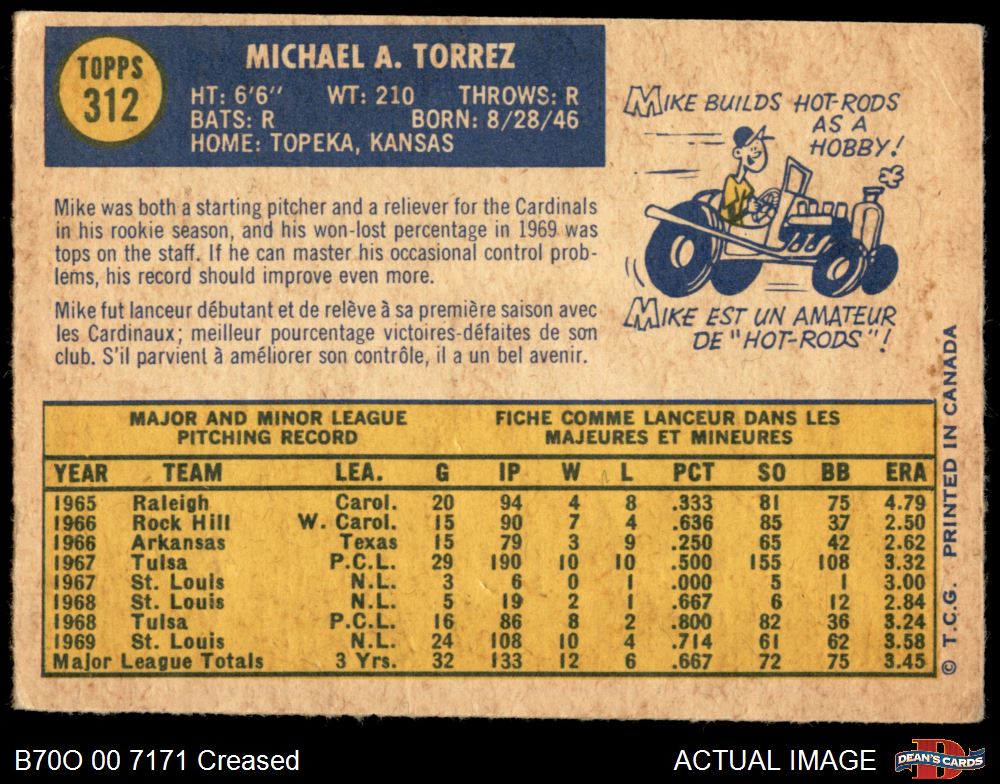 TOPPS
312
MICHAEL A. TORREZ
HT: 6'6" WT: 210 THROWS: R
BATS: R BORN: 8/28/46
HOME: TOPEKA, KANSAS
MIKE BUILDS HOT-RODS
AS A
HOBBY!
Mike was both a starting pitcher and a reliever for the Cardinals
in his rookie season, and his won-lost percentage in 1969 was
tops on the staff. If he can master his occasional control prob-
lems, his record should improve even more.
Mike fut lanceur débutant et de relève à sa première saison avec
les Cardinaux; meilleur pourcentage victoires-défaites de son
club. S'il parvient à améliorer son contrôle, il a un bel avenir.
MIKE EST UN AMATEUR
DE "HOT-RODS"!
MAJOR AND MINOR LEAGUE
PITCHING RECORD
FICHE COMME LANCEUR DANS LES
MAJEURES ET MINEURES
YEAR TEAM LEA. G IP W L PCT SO BB ERA
1965 Raleigh Carol. 20 94 4 8 .333 81 75 4.79
1966 Rock Hill W. Carol. 15 90 7 4 .636 85 37 2.50
1966 Arkansas Texas 15 79 3 9 .250 65 42 2.62
1967 Tulsa P.C.L. 29 190 10 10 .500 155 108 3.32
1967 St. Louis N.L. 3 6 0 1 .000 5 1 3.00
1968 St. Louis N.L. 5 19 2 1 .667 6 12 2.84
1968 Tulsa P.C.L. 16 86 8 2 .800 82 36 3.24
1969 St. Louis N.L. 24 108 10 4 .714 61 62 3.58
Major League Totals 3 Yrs. 32 133 12 6 .667 72 75 3.45
© T.C.G. PRINTED IN CANADA
B70O 00 7171 Creased
ACTUAL IMAGE
D
DEAN'S CARDS